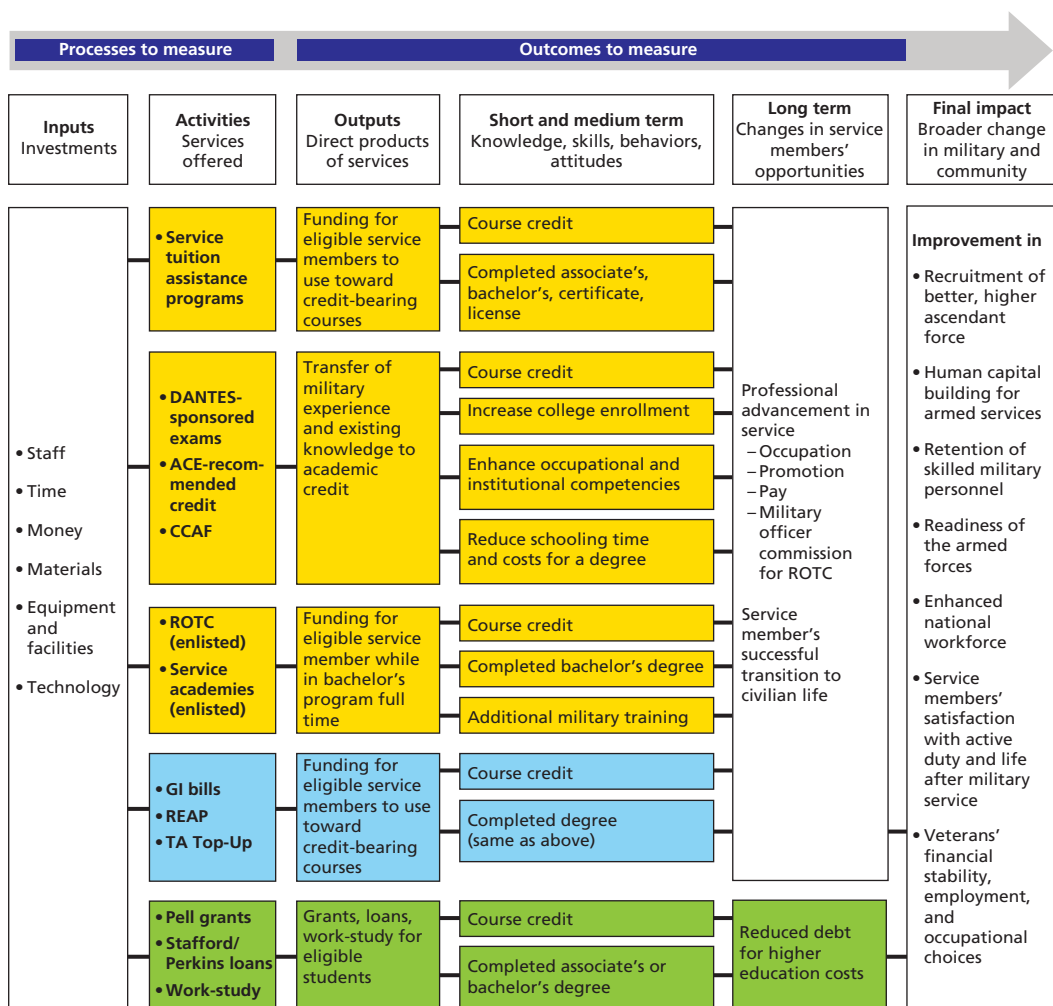 Processes to measure
Outcomes to measure
Inputs
Investments
Activities
Services
offered
Outputs
Direct products
of services
Short and medium term
Knowledge, skills, behaviors,
attitudes
Long term
Changes in service
members'
opportunities
Final impact
Broader change
in military and
community
• Staff
• Time
• Money
• Materials
• Equipment
and
facilities
• Technology
• Service
tuition
assistance
programs
Funding for
eligible service
members to
use toward
credit-bearing
courses
Course credit
Completed associate's,
bachelor's, certificate,
license
• DANTES-
sponsored
exams
• ACE-recom-
mended
credit
• CCAF
Transfer of
military
experience
and existing
knowledge to
academic
credit
Course credit
Increase college enrollment
Enhance occupational and
institutional competencies
Reduce schooling time
and costs for a degree
• ROTC
(enlisted)
• Service
academies
(enlisted)
Funding for
eligible service
member while
in bachelor's
program full
time
Course credit
Completed bachelor's degree
Additional military training
• GI bills
• REAP
• TA Top-Up
Funding for
eligible service
members to use
toward
credit-bearing
courses
Course credit
Completed degree
(same as above)
• Pell grants
• Stafford/
Perkins loans
• Work-study
Grants, loans,
work-study for
eligible
students
Course credit
Completed associate's or
bachelor's degree
Professional
advancement in
service
– Occupation
– Promotion
– Pay
– Military
officer
commission
for ROTC
Service
member's
successful
transition to
civilian life
Reduced debt
for higher
education costs
Improvement in
• Recruitment of
better, higher
ascendant
force
• Human capital
building for
armed services
• Retention of
skilled military
personnel
• Readiness of
the armed
forces
• Enhanced
national
workforce
• Service
members'
satisfaction
with active
duty and life
after military
service
• Veterans'
financial
stability,
employment,
and
occupational
choices